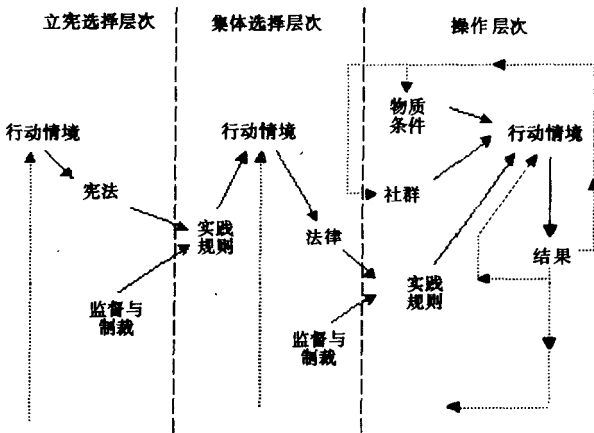 立宪选择层次
集体选择层次
操作层次
行动情境
宪法
监督与
制裁
实践
规则
行动情境
法律
监督与
制裁
物质
条件
社群
实践
规则
行动情境
结果